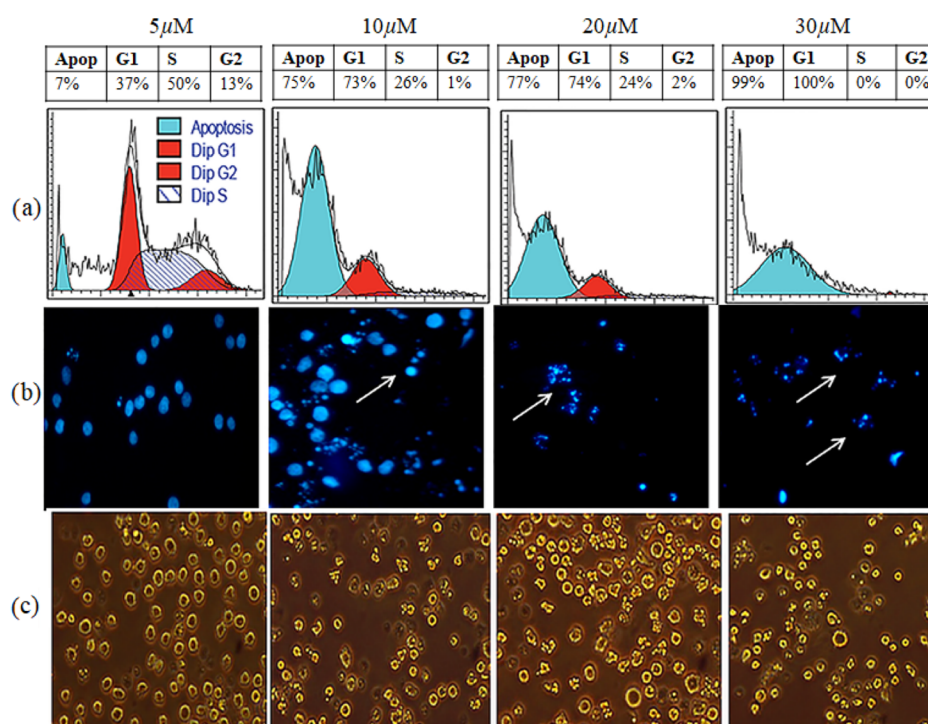 5µM 10µM 20µM 30µM
Apop G1 S G2 Apop G1 S G2 Apop G1 S G2 Apop G1 S G2
7% 37% 50% 13% 75% 73% 26% 1% 77% 74% 24% 2% 99% 100% 0% 0%
Apoptosis
Dip G1
Dip G2
Dip S
(a)
(b)
(c)